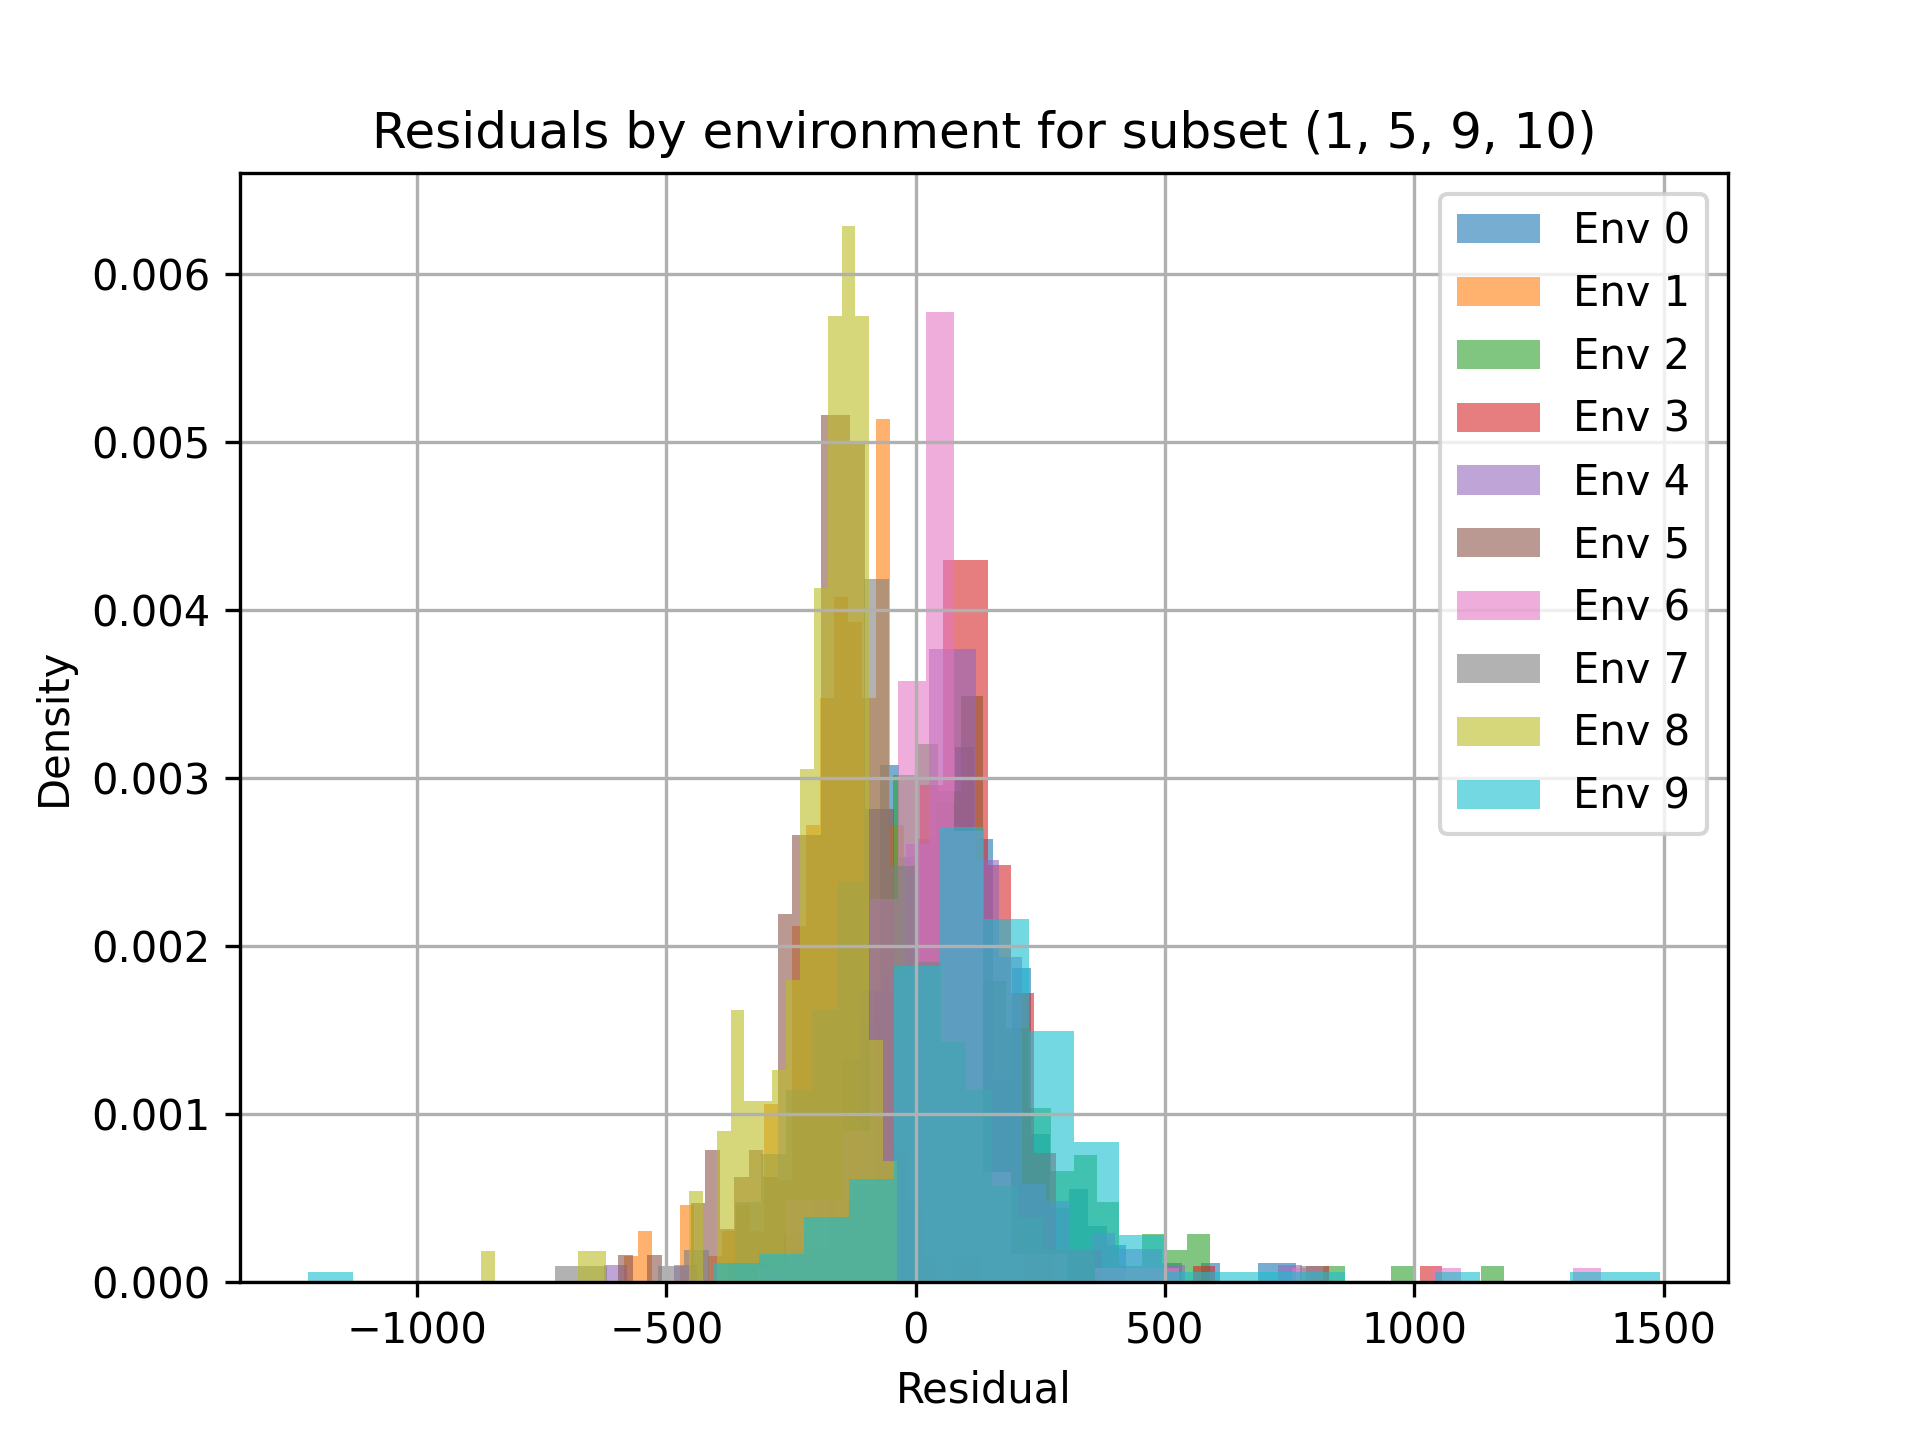 Residuals by environment for subset (1, 5, 9, 10)
Env 0
Env 1
Env 2
Env 3
Env 4
Env 5
Env 6
Env 7
Env 8
Env 9
Density
0.006
0.005
0.004
0.003
0.002
0.001
0.000
−1000
−500
0
500
1000
1500
Residual